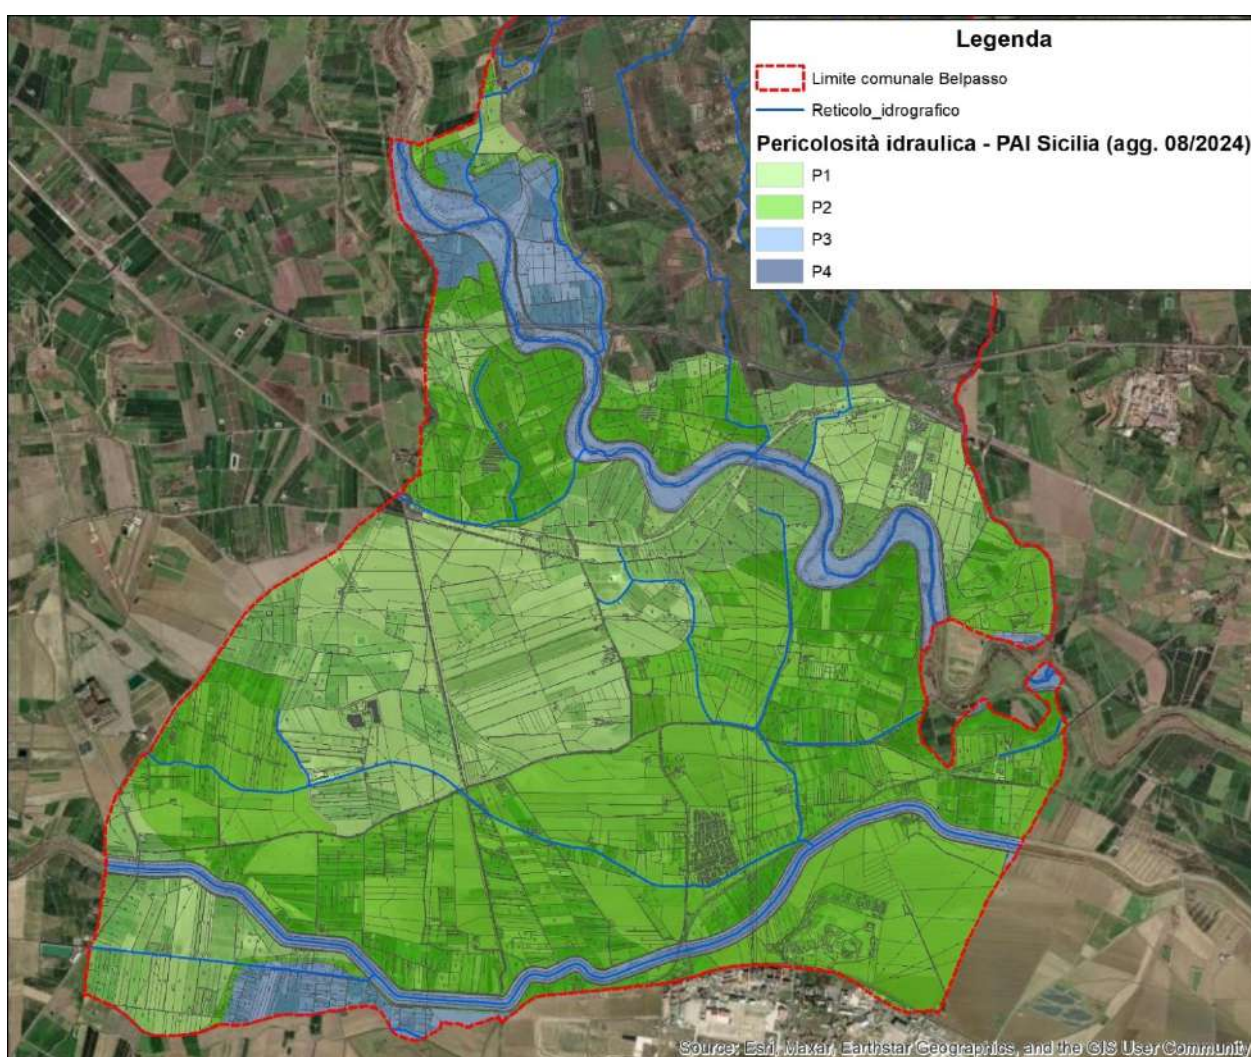 Legenda
Limite comunale Belpasso
Reticolo_idrografico
Pericolosità idraulica - PAI Sicilia (agg. 08/2024)
P1
P2
P3
P4
Source: Esri, Maxar, Earthstar Geographics, and the GIS User Community